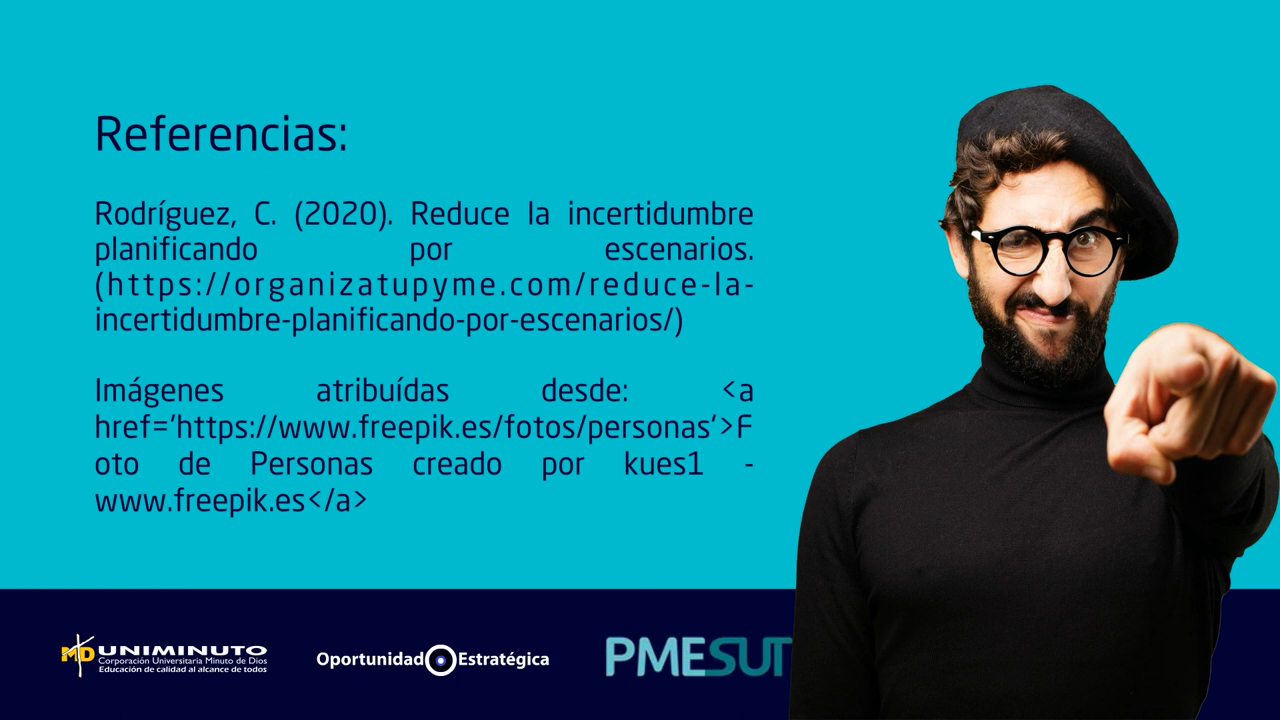 Referencias:
Rodríguez, C. (2020). Reduce la incertidumbre
planificando por escenarios.
(https://organizatupyme.com/reduce-la-
incertidumbre-planificando-por-escenarios/)
Imágenes atribuídas desde: <a
href='https://www.freepik.es/fotos/personas'>F
oto de Personas creado por kues1 -
www.freepik.es</a>
MD UNIMINUTO
Corporación Universitaria Minuto de Dios
Educación de calidad al alcance de todos
Oportunidad Estratégica
PMESUT